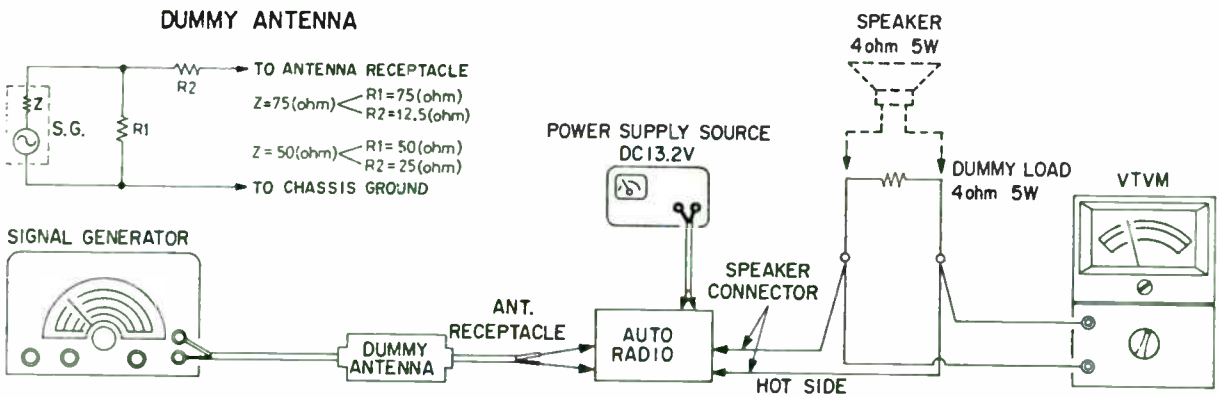 DUMMY ANTENNA
Z
S.G.
R1
R2
TO ANTENNA RECEPTACLE
Z=75(ohm)
R1=75(ohm)
R2=12.5(ohm)
Z=50(ohm)
R1=50(ohm)
R2=25(ohm)
TO CHASSIS GROUND
SPEAKER
4ohm 5W
POWER SUPPLY SOURCE
DC13.2V
DUMMY LOAD
4ohm 5W
VTVM
SIGNAL GENERATOR
SPEAKER
CONNECTOR
ANT.
RECEPTACLE
DUMMY
ANTENNA
AUTO
RADIO
HOT SIDE